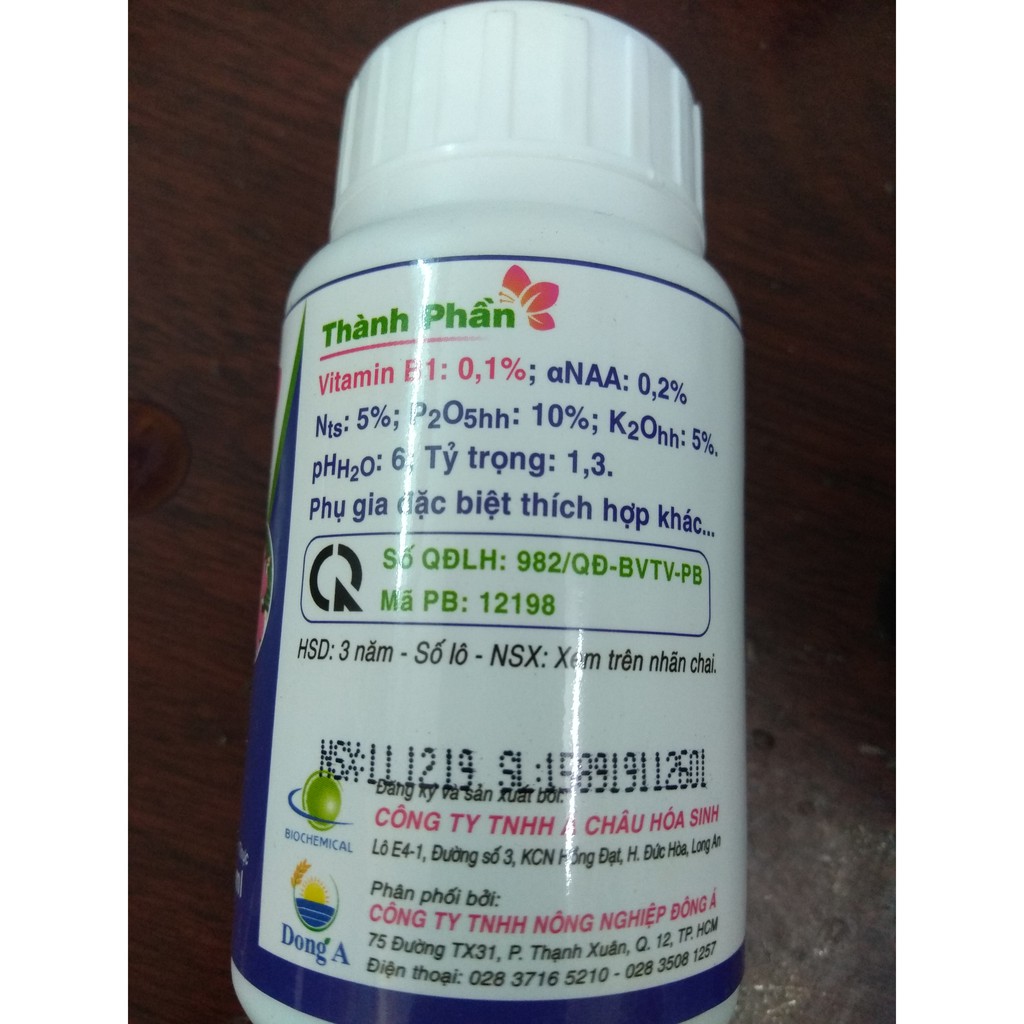 Thành Phần
Vitamin B1: 0,1%; αNAA: 0,2%
Nts: 5%; P2O5hh: 10%; K2Ohh: 5%.
pHH2O: 6; Tỷ trọng: 1,3.
Phụ gia đặc biệt thích hợp khác...
Số QĐLH: 982/QĐ-BVTV-PB
Mã PB: 12198
HSD: 3 năm - Số lô - NSX: Xem trên nhãn chai.
NSX:111219 SL:150919112601
Đăng ký và sản xuất bởi:
BIOCHEMICAL
CÔNG TY TNHH Á CHÂU HÓA SINH
Lô E4-1, Đường số 3, KCN Hồng Đạt, H. Đức Hòa, Long An
Phân phối bởi:
Dong A
CÔNG TY TNHH NÔNG NGHIỆP ĐÔNG Á
75 Đường TX31, P. Thạnh Xuân, Q. 12, TP. HCM
Điện thoại: 028 3716 5210 - 028 3508 1257
ml